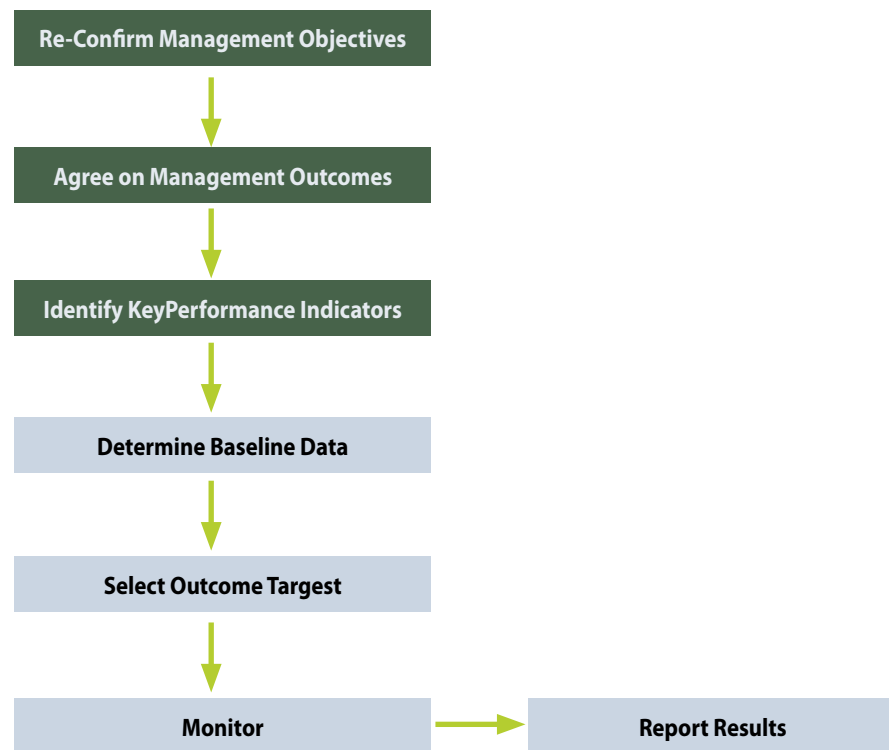 Re-Confirm Management Objectives
Agree on Management Outcomes
Identify KeyPerformance Indicators
Determine Baseline Data
Select Outcome Targest
Monitor
Report Results